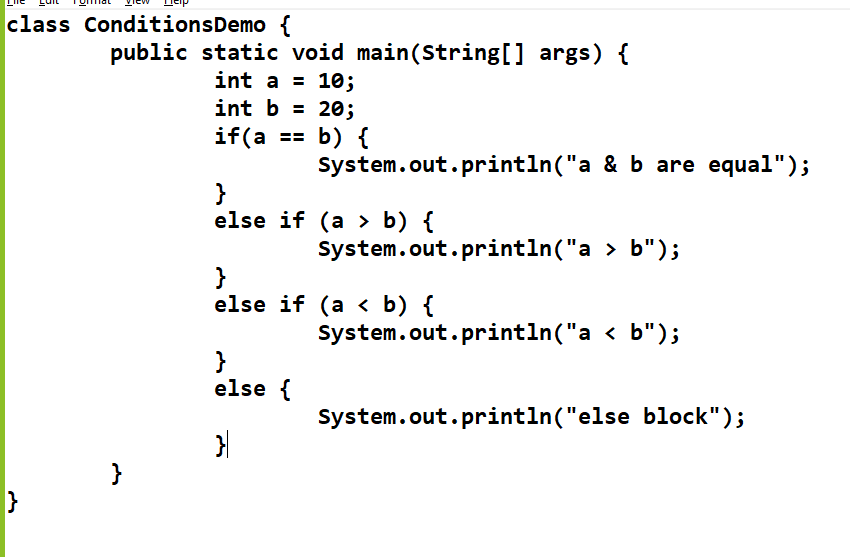 File Edit Format View Help
class ConditionsDemo {
public static void main(String[] args) {
int a = 10;
int b = 20;
if(a == b) {
System.out.println("a & b are equal");
}
else if (a > b) {
System.out.println("a > b");
}
else if (a < b) {
System.out.println("a < b");
}
else {
System.out.println("else block");
}
}
}